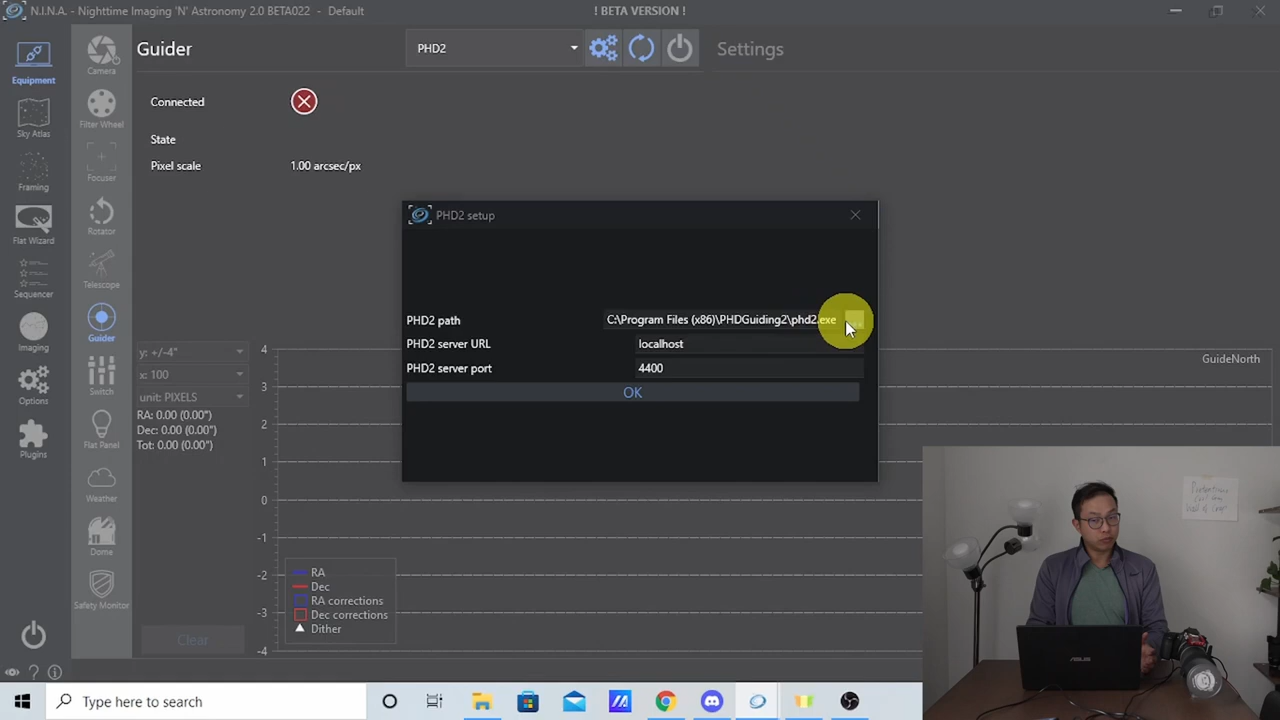 N.I.N.A. - Nighttime Imaging 'N' Astronomy 2.0 BETA022 - Default
! BETA VERSION !
Equipment
Sky Atlas
Framing
Flat Wizard
Sequencer
Imaging
Options
Plugins
Camera
Filter Wheel
Focuser
Rotator
Telescope
Guider
Switch
Flat Panel
Weather
Dome
Safety Monitor
Guider
PHD2
Settings
Connected
State
Pixel scale
1.00 arcsec/px
PHD2 setup
PHD2 path
C:\Program Files (x86)\PHDGuiding2\phd2.exe
PHD2 server URL
localhost
PHD2 server port
4400
OK
y: +/-4"
x: 100
unit: PIXELS
RA: 0.00 (0.00")
Dec: 0.00 (0.00")
Tot: 0.00 (0.00")
4
3
2
1
0
-1
-2
-3
-4
GuideNorth
RA
Dec
RA corrections
Dec corrections
Dither
Clear
ASUS
Type here to search